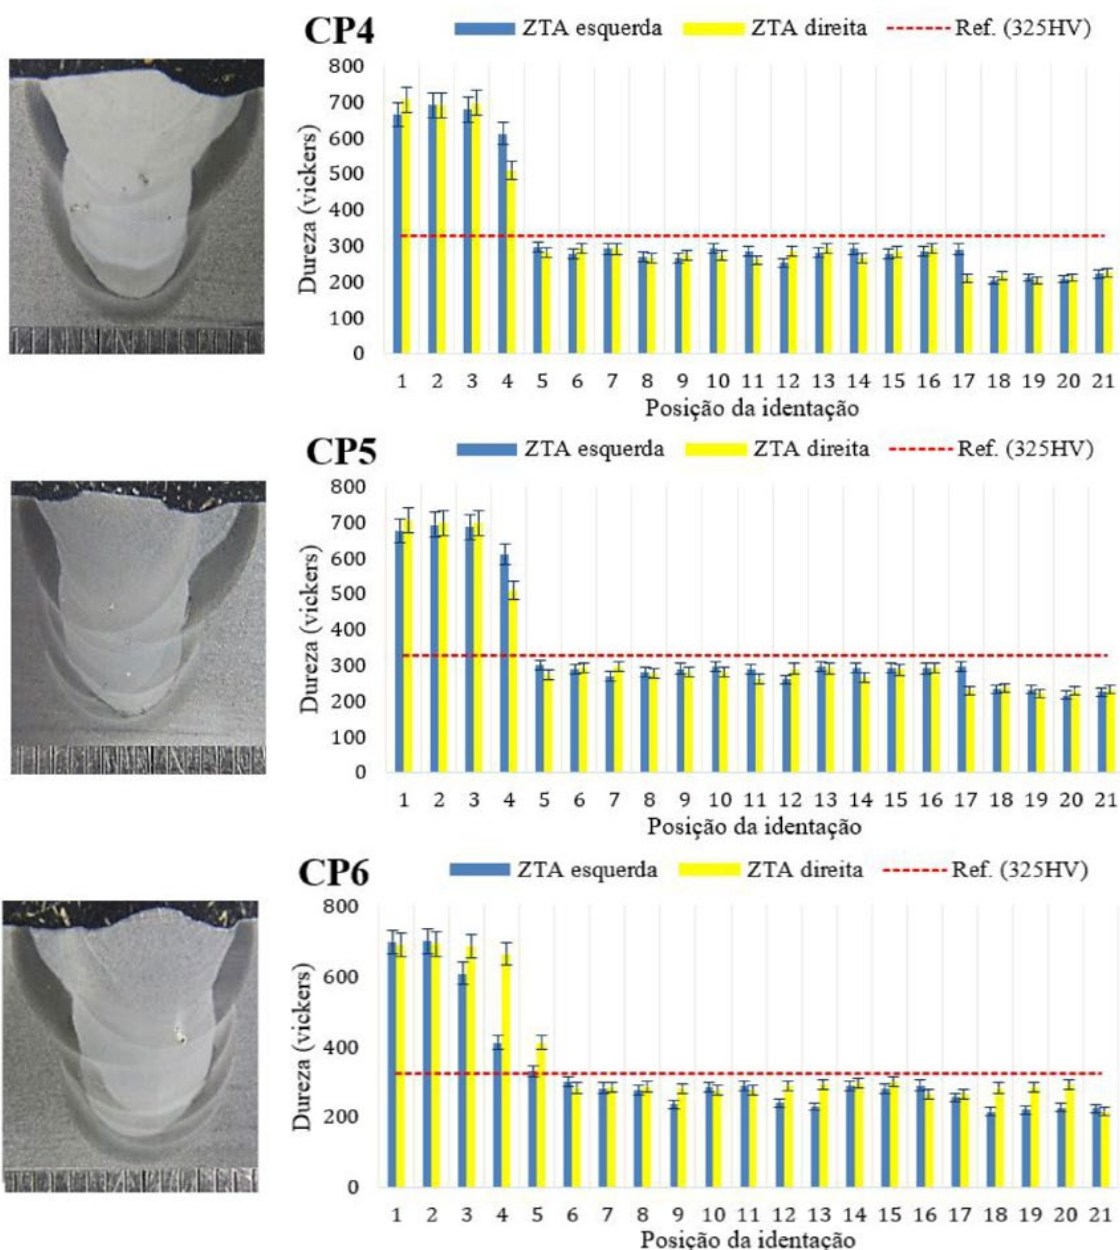 CP4
ZTA esquerda ZTA direita Ref. (325HV)
800
700
600
500
400
300
200
100
0
Dureza (vickers)
1 2 3 4 5 6 7 8 9 10 11 12 13 14 15 16 17 18 19 20 21
Posição da identação
CP5
ZTA esquerda ZTA direita Ref. (325HV)
800
700
600
500
400
300
200
100
0
Dureza (vickers)
1 2 3 4 5 6 7 8 9 10 11 12 13 14 15 16 17 18 19 20 21
Posição da identação
CP6
ZTA esquerda ZTA direita Ref. (325HV)
800
600
400
200
0
Dureza (vickers)
1 2 3 4 5 6 7 8 9 10 11 12 13 14 15 16 17 18 19 20 21
Posição da identação